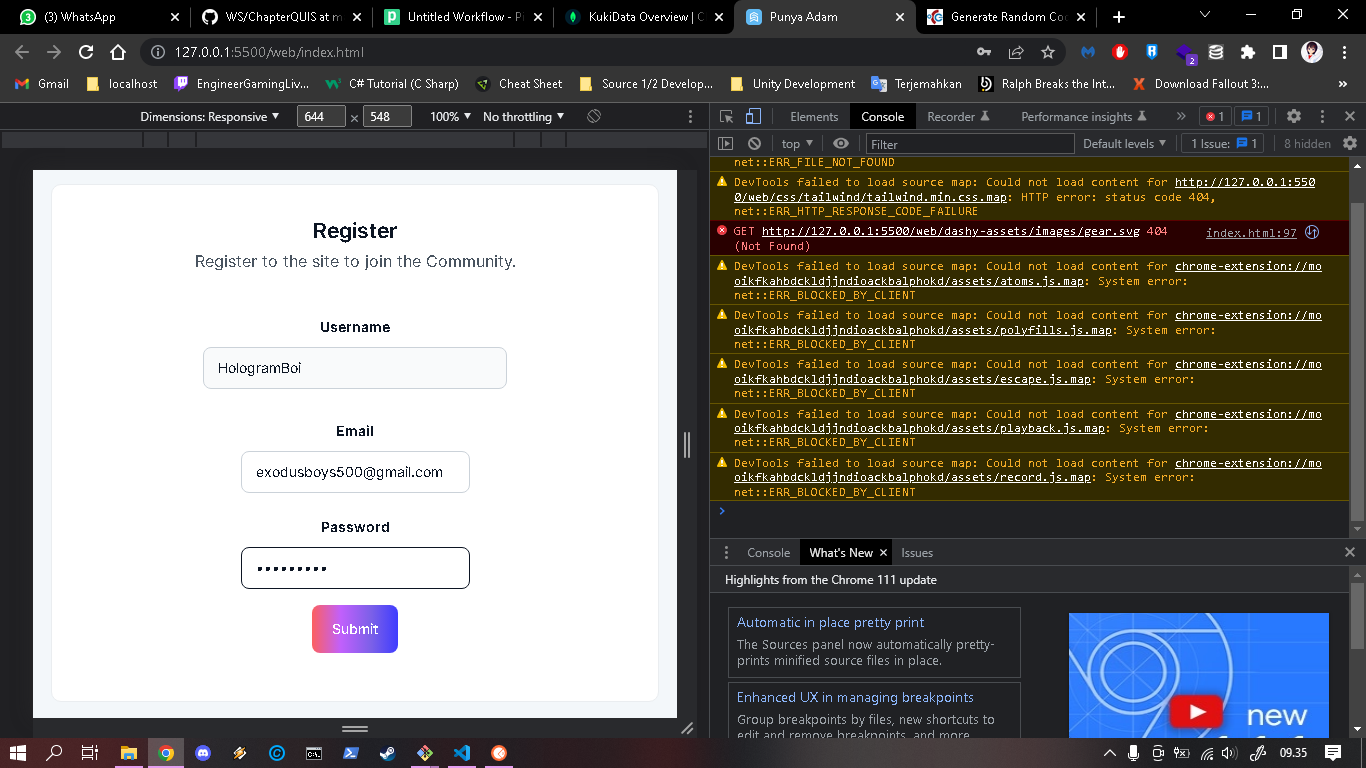 (3) WhatsApp
WS/ChapterQUIS at m
Untitled Workflow - Pi
KukiData Overview | C
Punya Adam
Generate Random Co
127.0.0.1:5500/web/index.html
2
Gmail
localhost
EngineerGamingLiv...
C# Tutorial (C Sharp)
Cheat Sheet
Source 1/2 Develop...
Unity Development
Terjemahkan
Ralph Breaks the Int...
Download Fallout 3:...
Dimensions: Responsive
644
×
548
100%
No throttling
Elements
Console
Recorder
Performance insights
1
1
top
Filter
Default levels
1 Issue:
1
8 hidden
net::ERR_FILE_NOT_FOUND
DevTools failed to load source map: Could not load content for http://127.0.0.1:550
0/web/css/tailwind/tailwind.min.css.map: HTTP error: status code 404,
net::ERR_HTTP_RESPONSE_CODE_FAILURE
GET http://127.0.0.1:5500/web/dashy-assets/images/gear.svg 404
(Not Found)
index.html:97
DevTools failed to load source map: Could not load content for chrome-extension://mo
oikfkahbdckldjjndioackbalphokd/assets/atoms.js.map: System error:
net::ERR_BLOCKED_BY_CLIENT
DevTools failed to load source map: Could not load content for chrome-extension://mo
oikfkahbdckldjjndioackbalphokd/assets/polyfills.js.map: System error:
net::ERR_BLOCKED_BY_CLIENT
DevTools failed to load source map: Could not load content for chrome-extension://mo
oikfkahbdckldjjndioackbalphokd/assets/escape.js.map: System error:
net::ERR_BLOCKED_BY_CLIENT
DevTools failed to load source map: Could not load content for chrome-extension://mo
oikfkahbdckldjjndioackbalphokd/assets/playback.js.map: System error:
net::ERR_BLOCKED_BY_CLIENT
DevTools failed to load source map: Could not load content for chrome-extension://mo
oikfkahbdckldjjndioackbalphokd/assets/record.js.map: System error:
net::ERR_BLOCKED_BY_CLIENT
Register
Register to the site to join the Community.
Username
HologramBoi
Email
exodusboys500@gmail.com
Password
Submit
Console
What's New
Issues
Highlights from the Chrome 111 update
Automatic in place pretty print
The Sources panel now automatically pretty-
prints minified source files in place.
Enhanced UX in managing breakpoints
Group breakpoints by files, new shortcuts to
edit and remove breakpoints, and more.
new
09.35